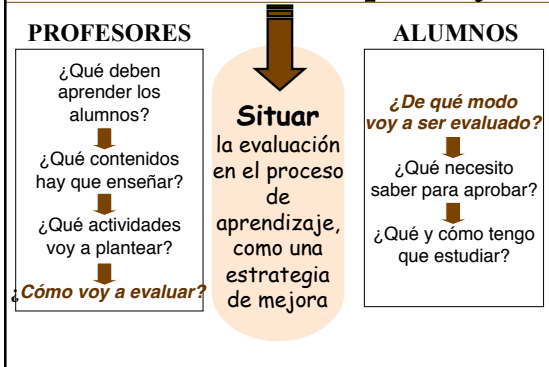 PROFESORES
¿Qué deben
aprender los
alumnos?
¿Qué contenidos
hay que enseñar?
¿Qué actividades
voy a plantear?
¿Cómo voy a evaluar?
Situar
la evaluación
en el proceso
de
aprendizaje,
como una
estrategia
de mejora
ALUMNOS
¿De qué modo
voy a ser evaluado?
¿Qué necesito
saber para aprobar?
¿Qué y cómo tengo
que estudiar?